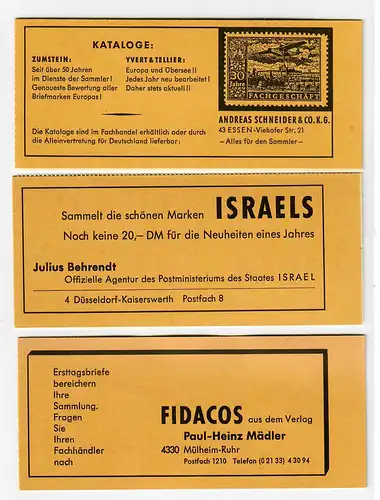 KATALOGE:
ZUMSTEIN:
Seit über 50 Jahren
im Dienste der Sammler!
Genaueste Bewertung aller
Briefmarken Europas!
YVERT & TELLIER:
Europa und Übersee!!
Jedes Jahr neu bearbeitet!
Daher stets aktuell!!
Die Kataloge sind im Fachhandel erhältlich oder durch
die Alleinvertretung für Deutschland lieferbar:
30 Jahre
FACHGESCHÄFT
ANDREAS SCHNEIDER & CO. K.G.
43 ESSEN - Viehofer Str. 21
- Alles für den Sammler -
Sammelt die schönen Marken ISRAELS
Noch keine 20,- DM für die Neuheiten eines Jahres
Julius Behrendt
Offizielle Agentur des Postministeriums des Staates ISRAEL
4 Düsseldorf-Kaiserswerth Postfach 8
Ersttagsbriefe
bereichern
Ihre
Sammlung.
Fragen
Sie
Ihren
Fachhändler
nach
FIDACOS aus dem Verlag
Paul-Heinz Mädler
4330 Mülheim-Ruhr
Postfach 1210 Telefon (0 21 33) 4 30 94